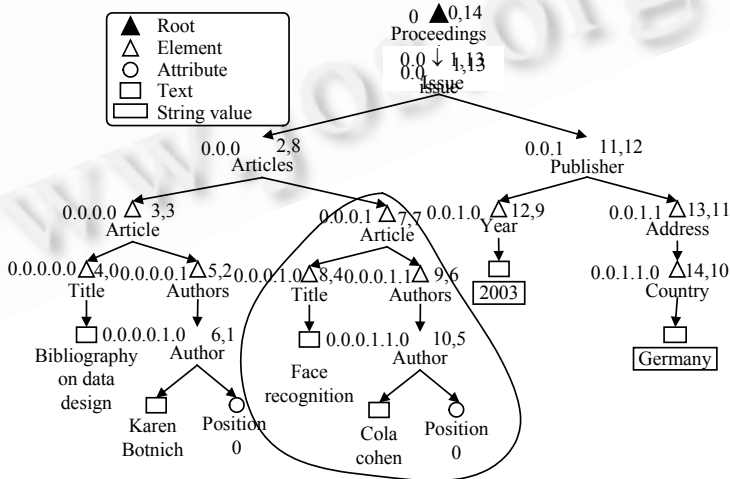 Root
Element
Attribute
Text
String value
0 0,14
Proceedings
0.0 1,13
0.0 1,13
Issue
issue
0.0.0 2,8
Articles
0.0.1 11,12
Publisher
0.0.0.0 3,3
Article
0.0.0.1 7,7
Article
0.0.1.0 12,9
Year
0.0.1.1 13,11
Address
0.0.0.0.0 4,0
Title
0.0.0.0.1 5,2
Authors
0.0.0.1.0 8,4
Title
0.0.0.1.1 9,6
Authors
2003
0.0.1.1.0 14,10
Country
0.0.0.0.1.0 6,1
Author
Bibliography
on data
design
0.0.0.1.1.0 10,5
Author
Face
recognition
Germany
Karen
Botnich
Position
0
Cola
cohen
Position
0